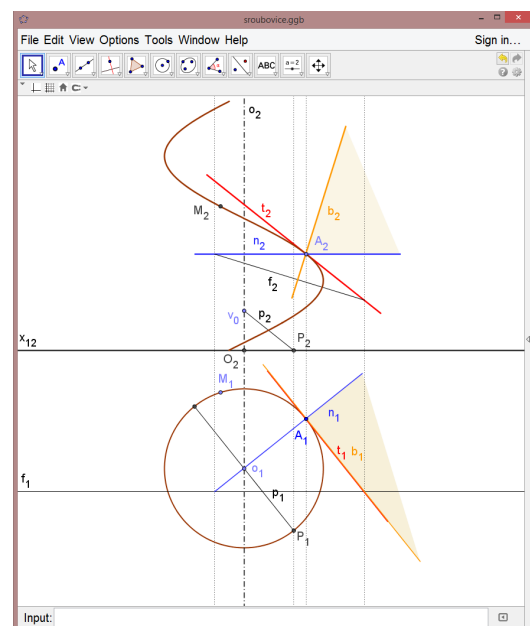 sroubovice.ggb
File Edit View Options Tools Window Help Sign in...
A ABC a=2
o2
M2 t2 b2
n2 A2
f2
v0 p2
x12 P2
O2
M1
n1
A1
t1 b1
o1
f1 p1
P1
Input: